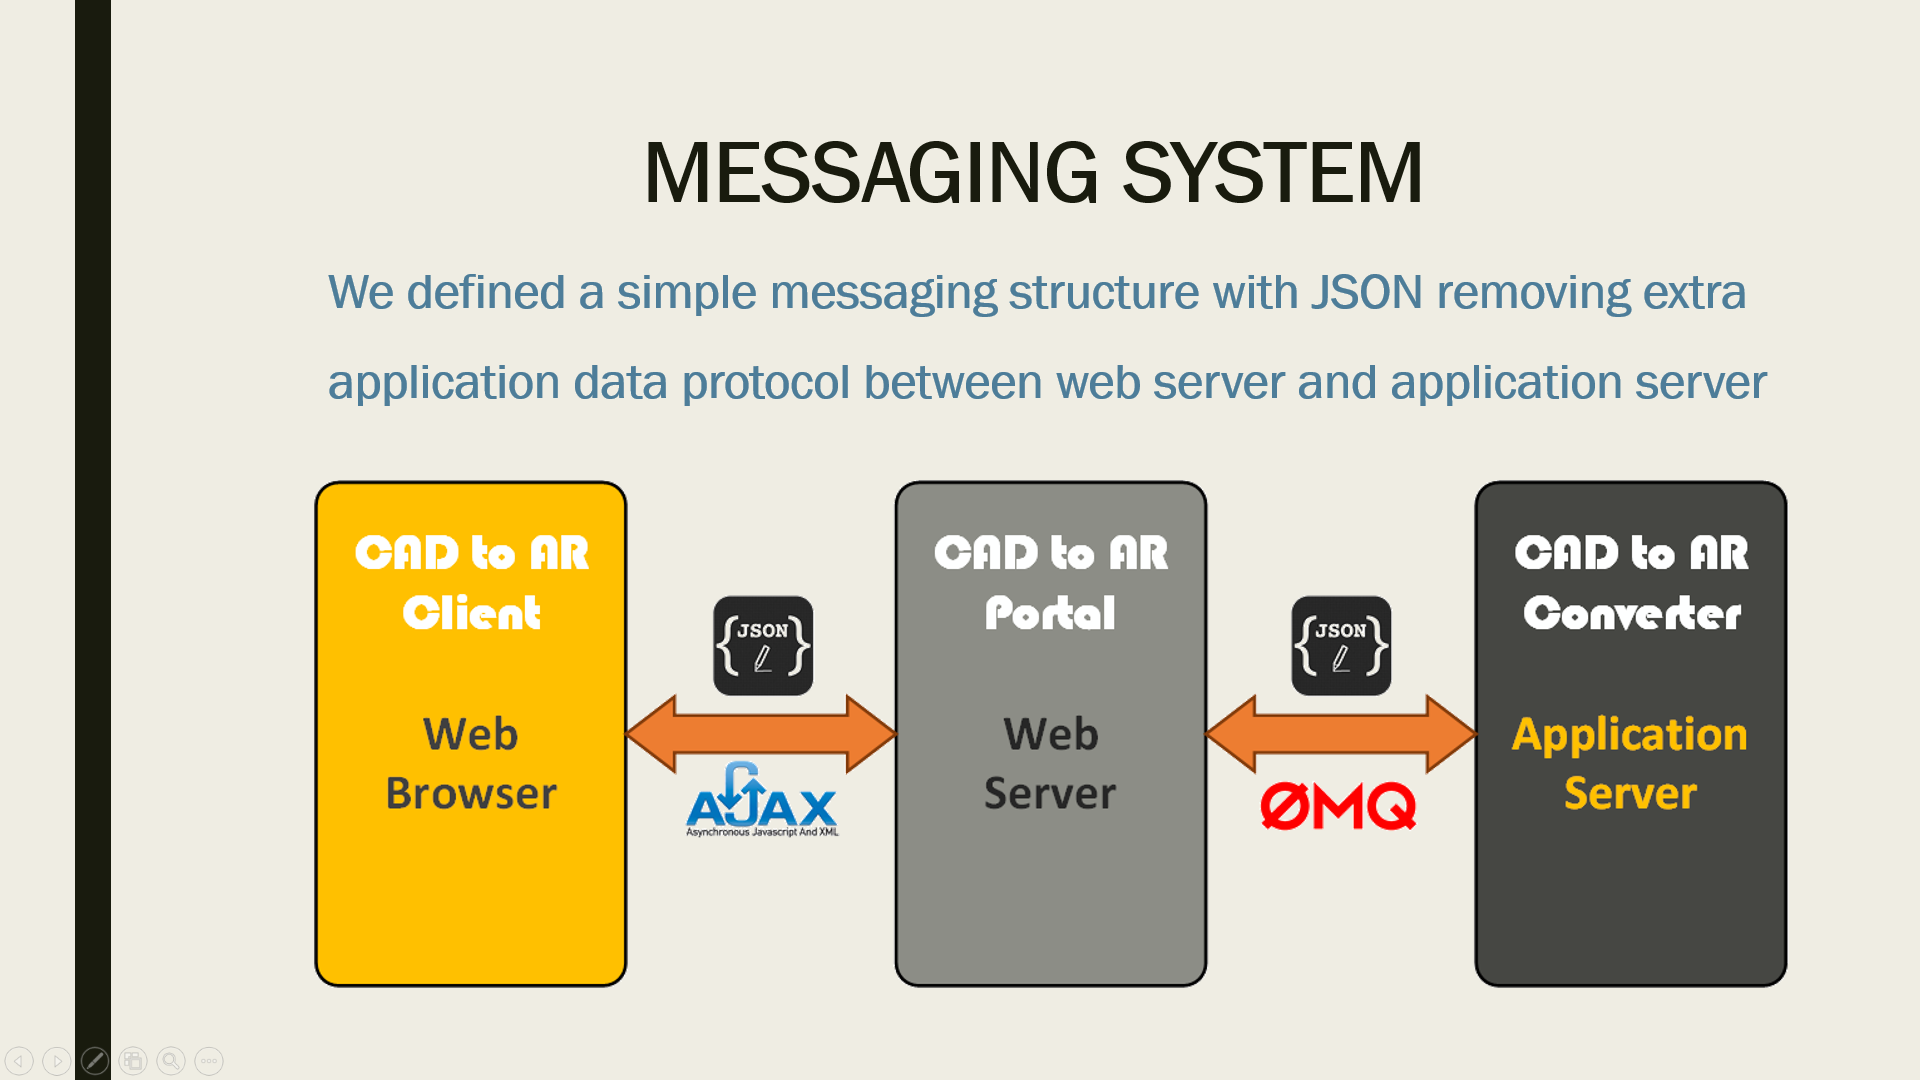 MESSAGING SYSTEM
We defined a simple messaging structure with JSON removing extra
application data protocol between web server and application server
CAD to AR
Client
Web
Browser
{JSON}
AJAX
Asynchronous Javascript And XML
CAD to AR
Portal
Web
Server
{JSON}
ØMQ
CAD to AR
Converter
Application
Server